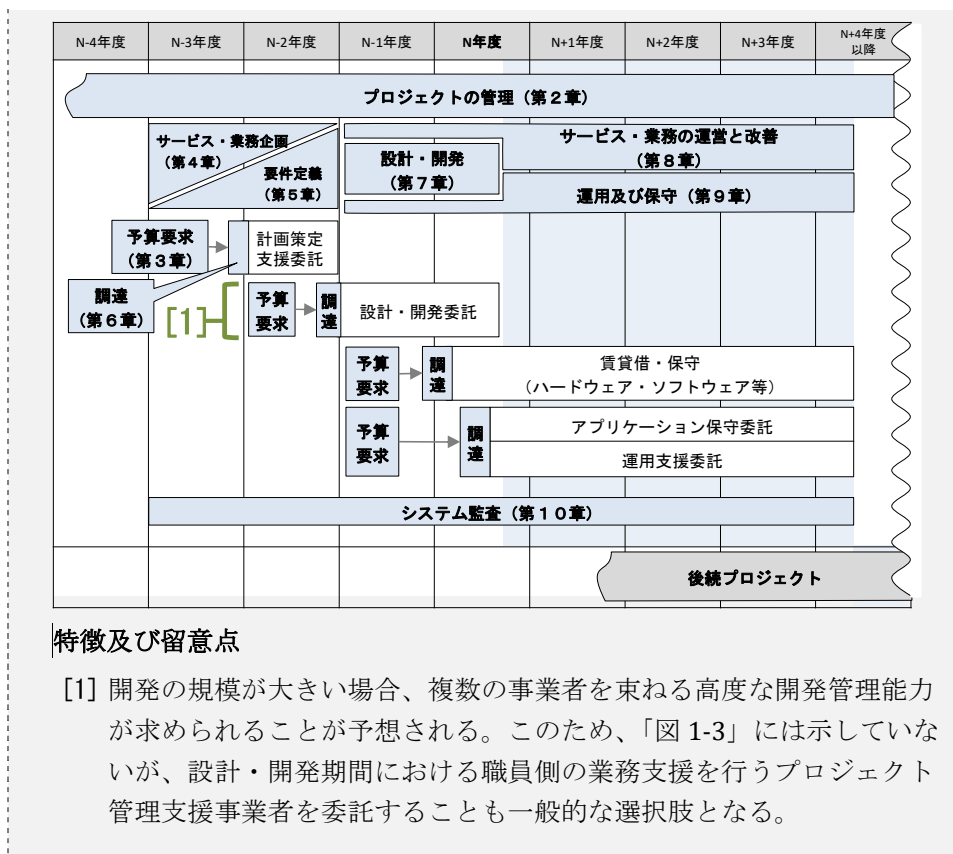 N-4年度 N-3年度 N-2年度 N-1年度 N年度 N+1年度 N+2年度 N+3年度 N+4年度
以降
プロジェクトの管理（第２章）
サービス・業務企画
（第４章）
要件定義
（第５章）
設計・開発
（第７章）
サービス・業務の運営と改善
（第８章）
運用及び保守（第９章）
予算要求
（第３章）
計画策定
支援委託
調達
（第６章）
[1]
予算
要求
調
達
設計・開発委託
予算
要求
調
達
賃貸借・保守
（ハードウェア・ソフトウェア等）
予算
要求
調
達
アプリケーション保守委託
運用支援委託
システム監査（第１０章）
後続プロジェクト
特徴及び留意点
[1] 開発の規模が大きい場合、複数の事業者を束ねる高度な開発管理能力
が求められることが予想される。このため、「図 1-3」には示していな
いが、設計・開発期間における職員側の業務支援を行うプロジェクト
管理支援事業者を委託することも一般的な選択肢となる。